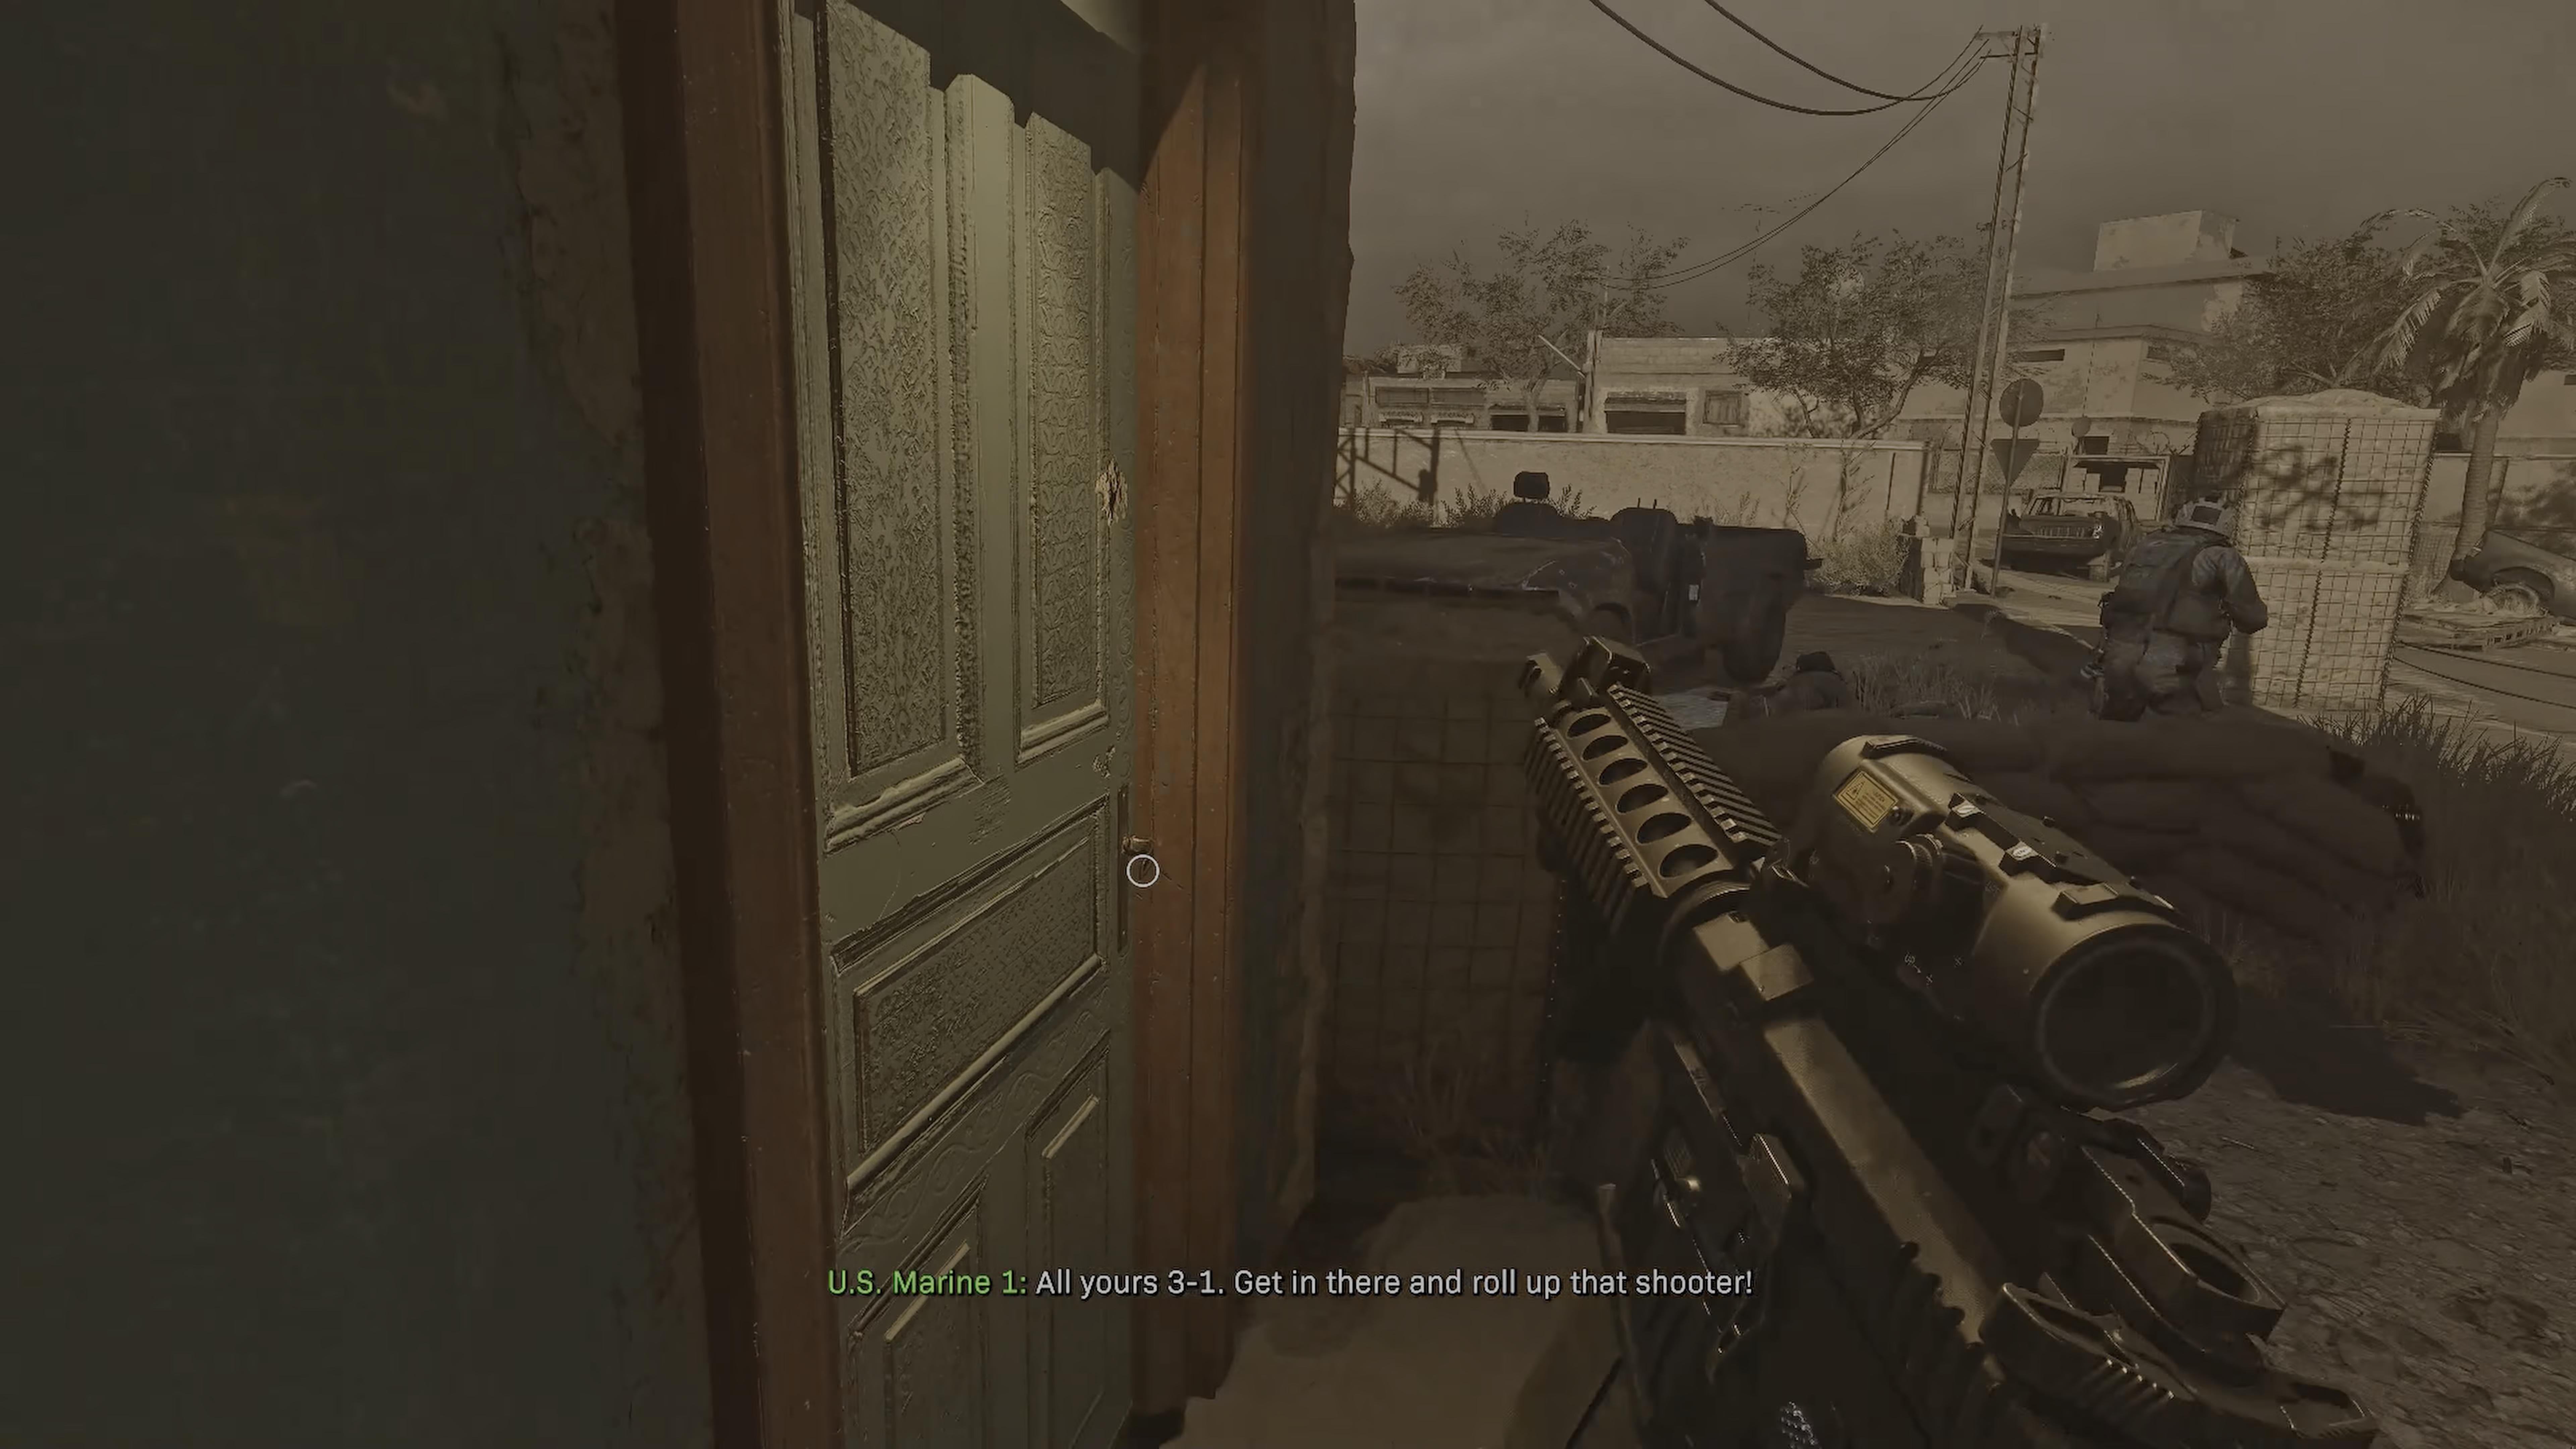 U.S. Marine 1: All yours 3-1. Get in there and roll up that shooter!